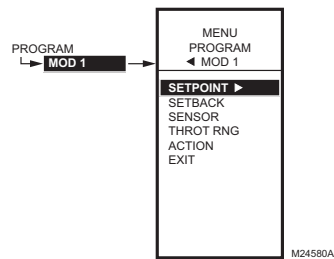 PROGRAM
MOD 1
MENU
PROGRAM
◄ MOD 1
SETPOINT ►
SETBACK
SENSOR
THROT RNG
ACTION
EXIT
M24580A